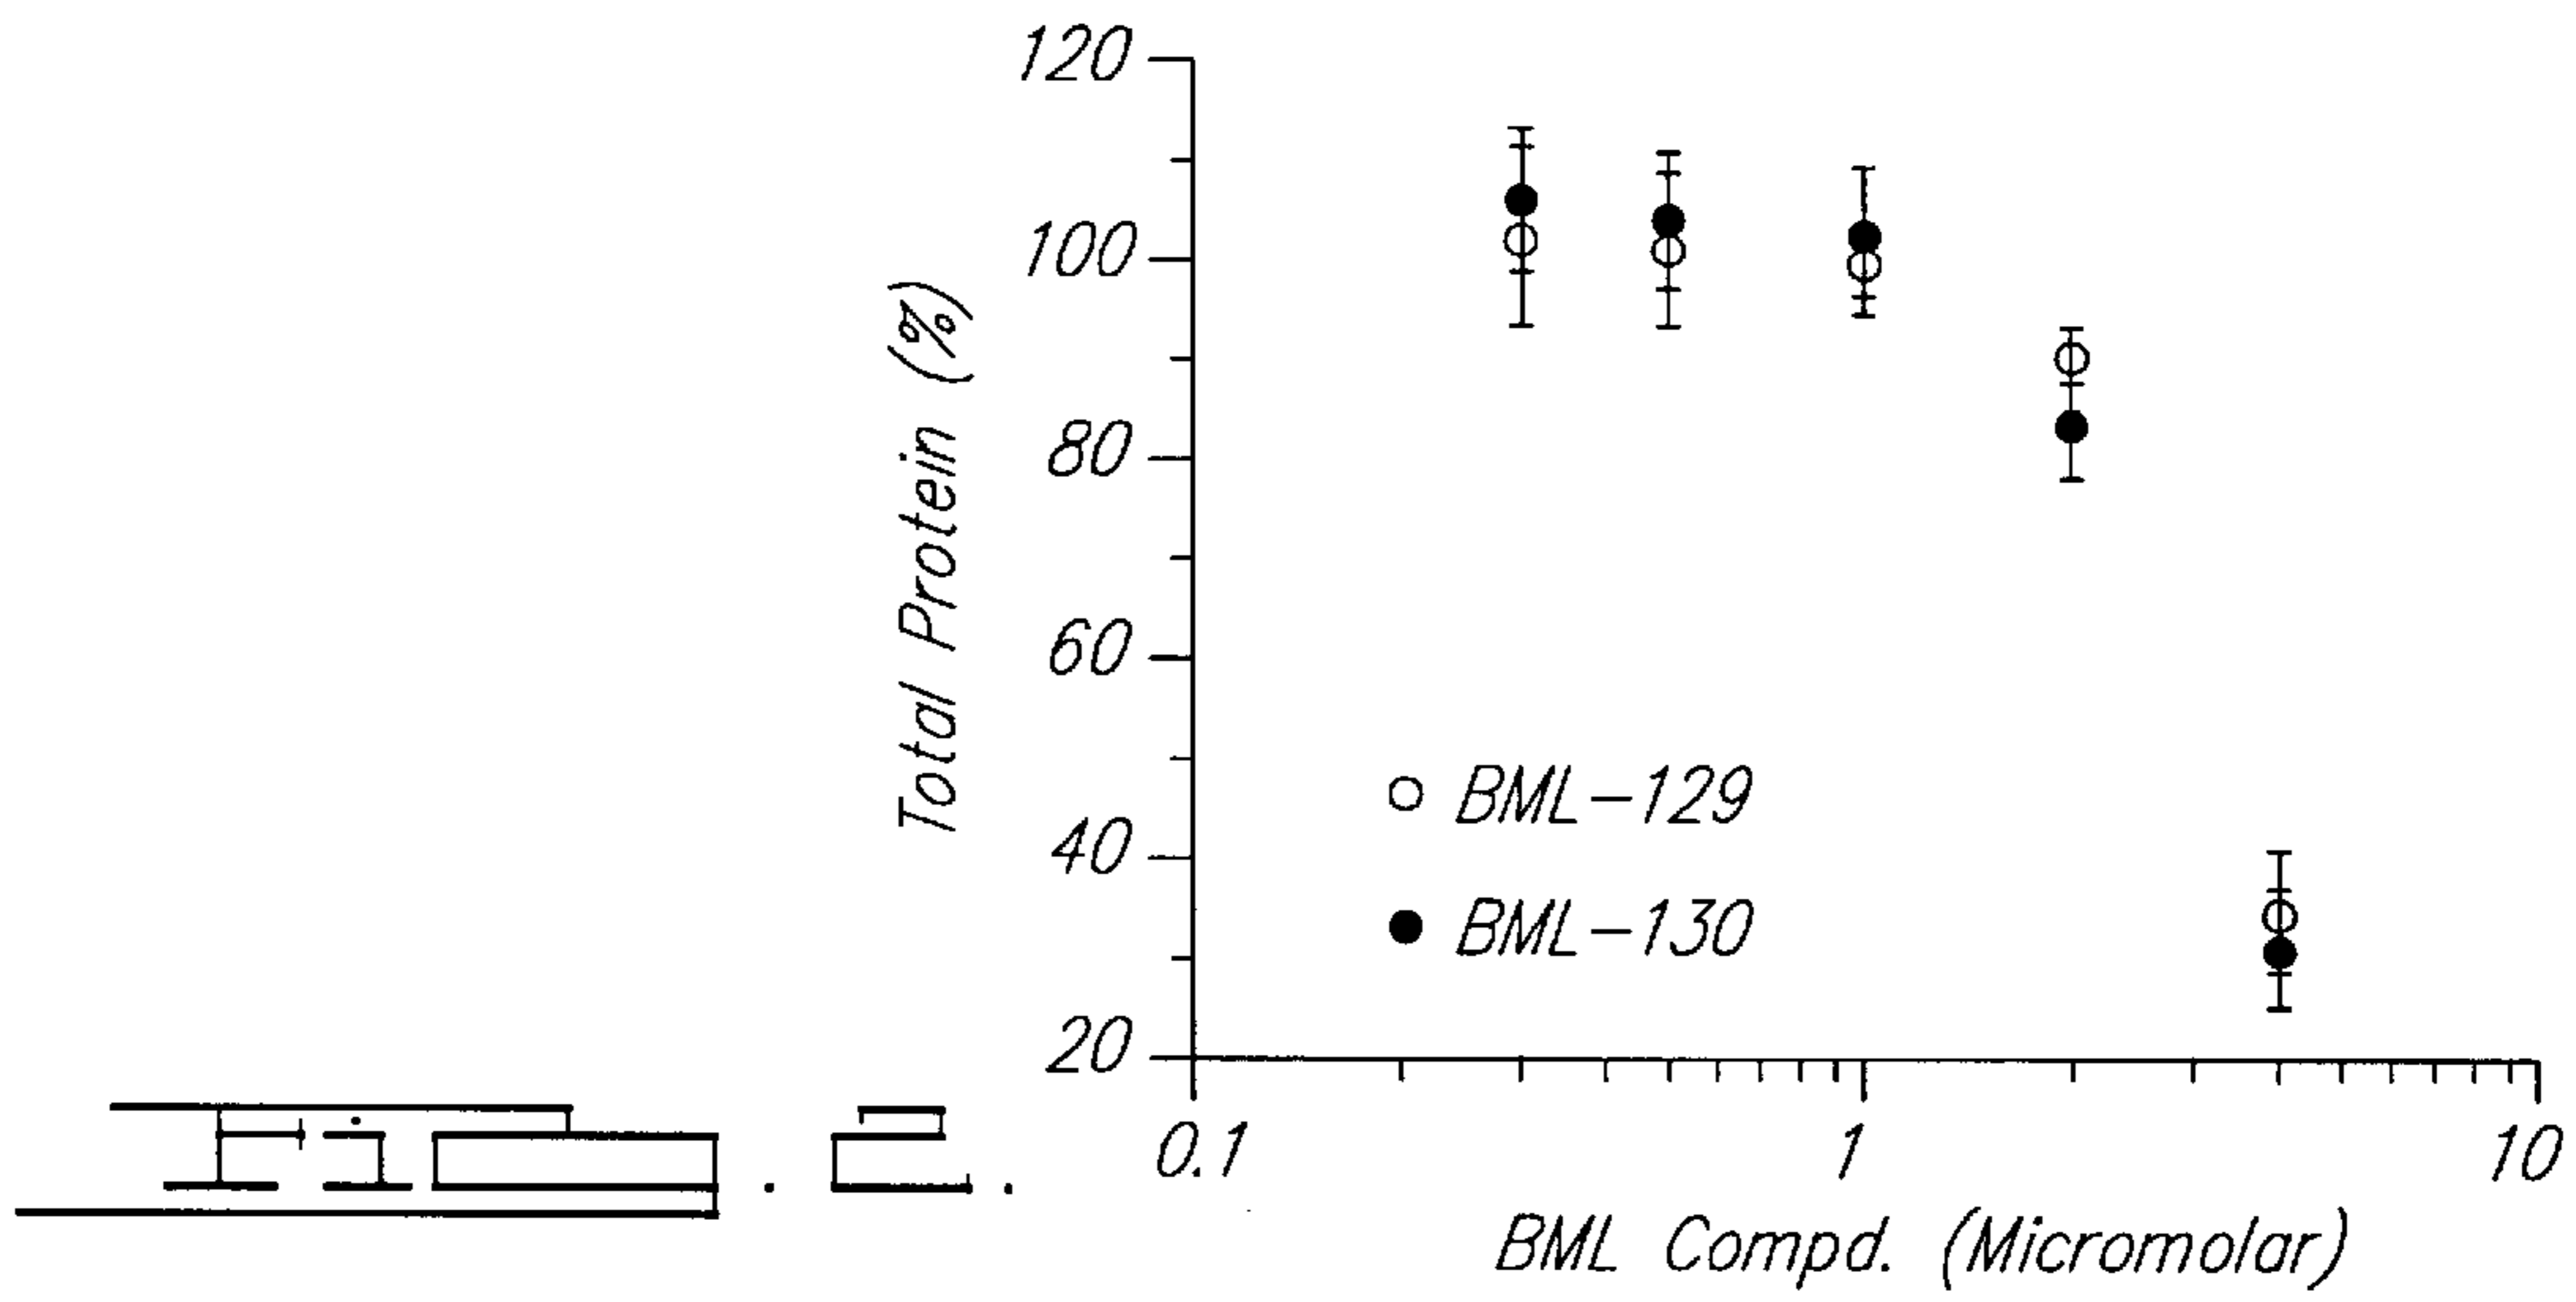 120
100
80
60
40
20
Total Protein (%)
BML-129
BML-130
0.1
1
10
BML Compd. (Micromolar)